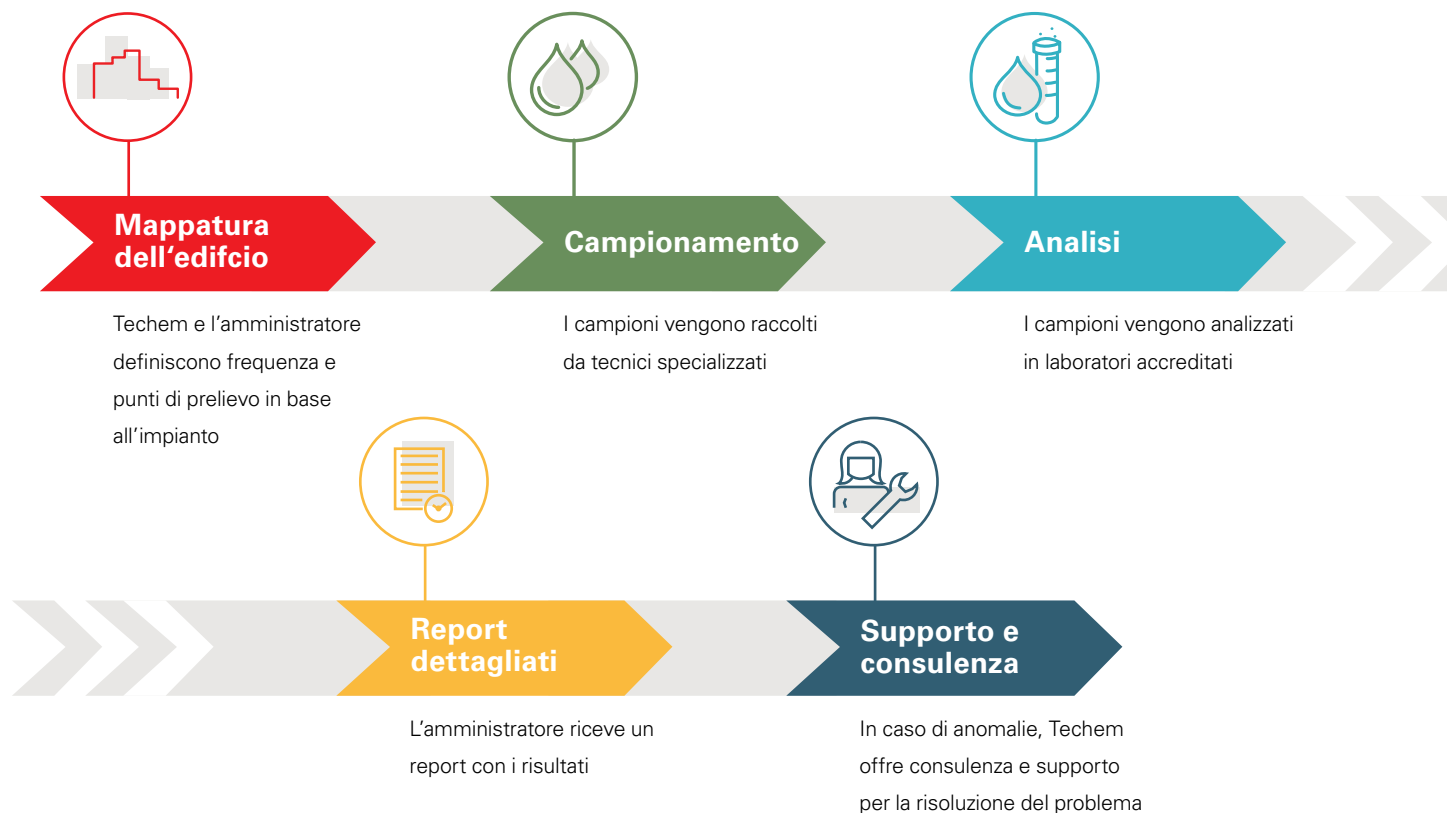 Mappatura
dell'edifcio
Campionamento
Analisi
Techem e l'amministratore
definiscono frequenza e
punti di prelievo in base
all'impianto
I campioni vengono raccolti
da tecnici specializzati
I campioni vengono analizzati
in laboratori accreditati
Report
dettagliati
Supporto e
consulenza
L'amministratore riceve un
report con i risultati
In caso di anomalie, Techem
offre consulenza e supporto
per la risoluzione del problema